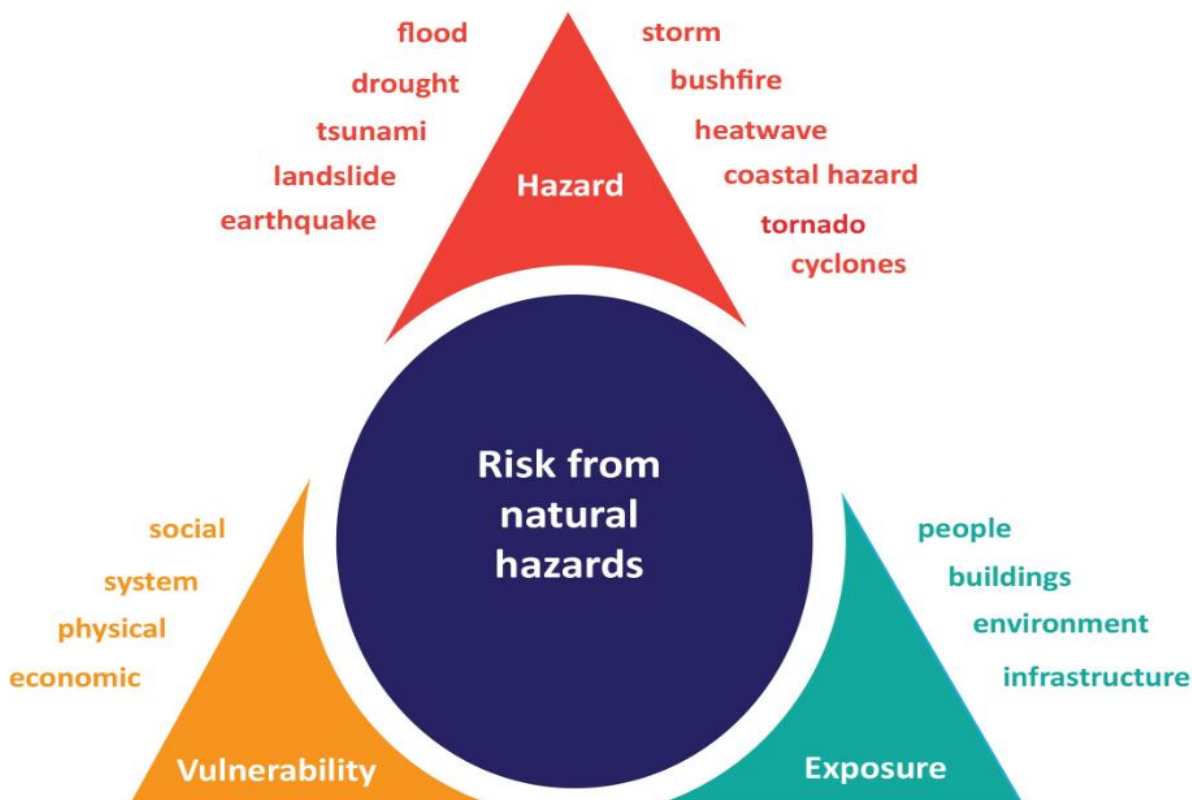 flood
drought
tsunami
landslide
earthquake
storm
bushfire
heatwave
coastal hazard
tornado
cyclones
Hazard
Risk from
natural
hazards
social
system
physical
economic
Vulnerability
people
buildings
environment
infrastructure
Exposure